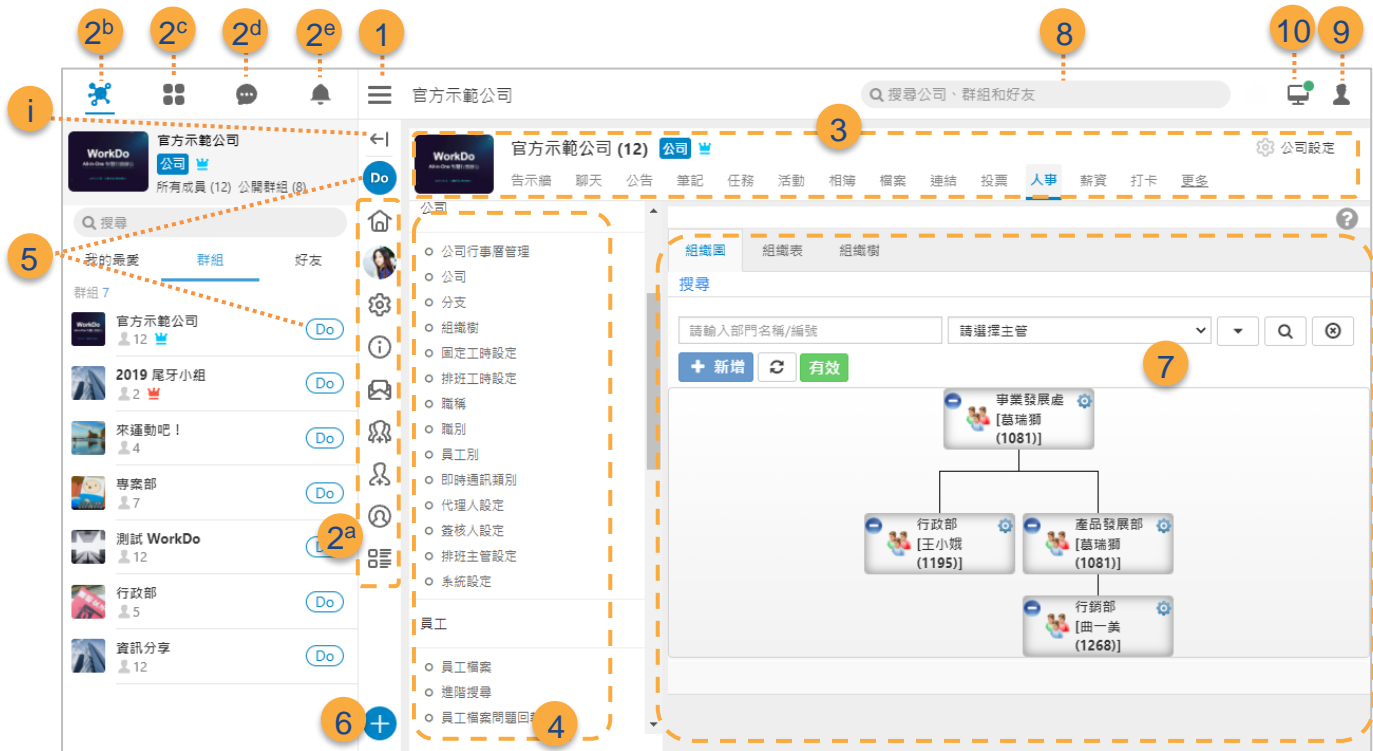 2b
2c
2d
2e
1
8
10
9
官方示範公司
搜尋公司、群組和好友
i
3
WorkDo
官方示範公司
公司
所有成員 (12) 公開群組 (8)
Do
WorkDo
官方示範公司 (12) 公司
公司設定
告示牆 聊天 公告 筆記 任務 活動 相簿 檔案 連結 投票 人事 薪資 打卡 更多
搜尋
5
我的最愛 群組 好友
群組 7
WorkDo
官方示範公司
12
Do
2019 尾牙小组
2
Do
來運動吧！
4
Do
專案部
7
Do
測試 WorkDo
12
2a
行政部
5
Do
資訊分享
12
Do
6
公司
公司行事曆管理
公司
分支
組織樹
固定工時設定
排班工時設定
職稱
職別
員工別
即時通訊類別
代理人設定
簽核人設定
排班主管設定
系統設定
員工
員工檔案
進階搜尋
員工檔案問題回
4
?
組織圖 組織表 組織樹
搜尋
請輸入部門名稱/編號 請選擇主管
7
新增 有效
事業發展處
[葛瑞獅
(1081)]
行政部
[王小娥
(1195)]
產品發展部
[葛瑞獅
(1081)]
行銷部
[曲一美
(1268)]